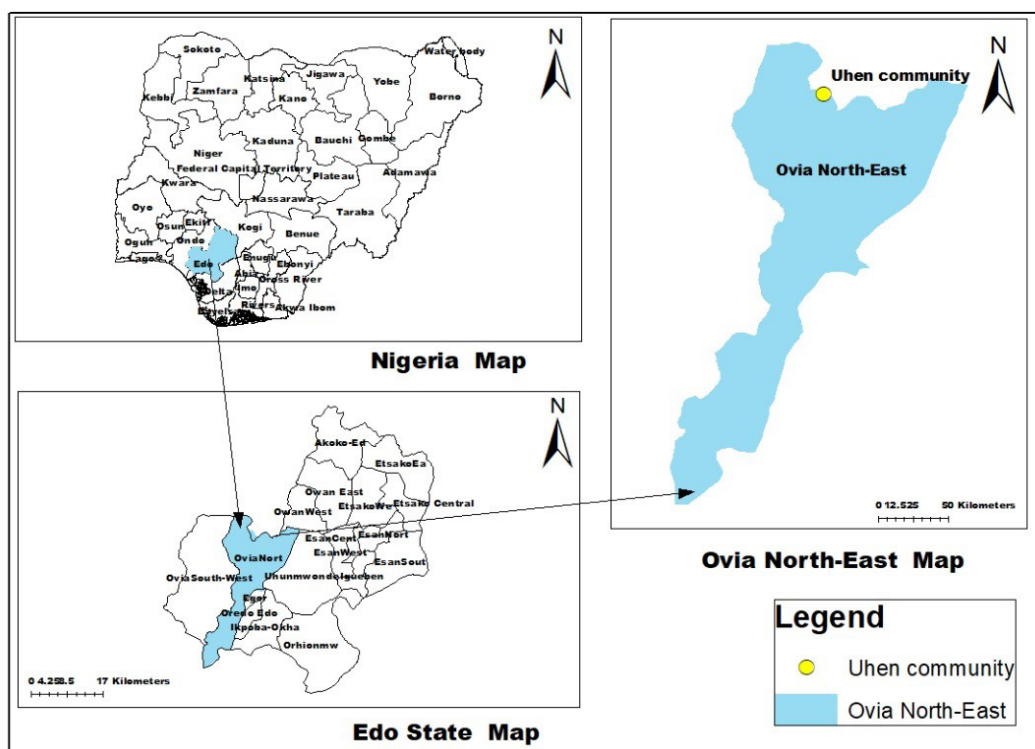 Sokoto
Water body
Katsina
Jigawa
Yobe
Kebbi
Zamfara
Kano
Borno
Kaduna
Bauchi
Gombe
Niger
Federal Capital Territory
Plateau
Adamawa
Kwara
Nassarawa
Oyo
Taraba
Osun
Ekiti
Kogi
Benue
Ogun
Ondo
Lagos
Edo
Enugu
Ebonyi
Abia
Cross River
Delta
Imo
Rivers
Akwa Ibom
N
Nigeria Map
N
Uhen community
Ovia North-East
0 12.525 50 Kilometers
Ovia North-East Map
N
Akoko-Ed
EtsakoEa
Owan East
OwanWest
EtsakoWe
Etsako Central
EsanCent
EsanNort
EsanWest
EsanSout
OviaNort
OviaSouth-West
UhunmwondeIgueben
Egor
Oredo Edo
Ikpoba-Okha
Orhionmw
0 4.258.5 17 Kilometers
Edo State Map
Legend
Uhen community
Ovia North-East